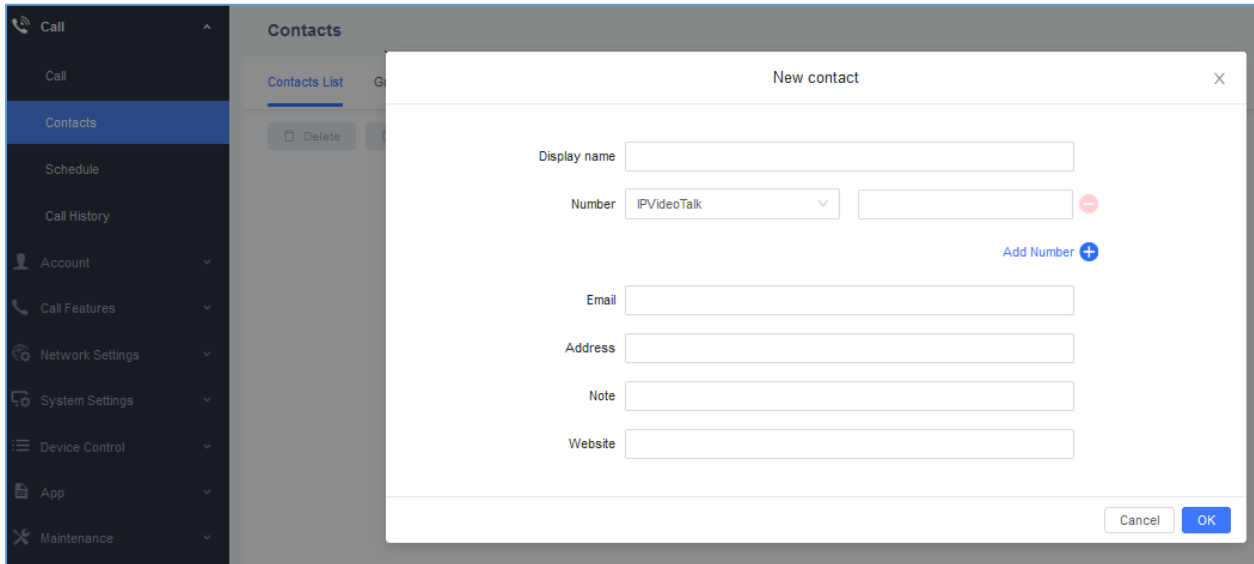 Call
Call
Contacts
Schedule
Call History
Account
Call Features
Network Settings
System Settings
Device Control
App
Maintenance
Contacts
Contacts List
Delete
New contact
Display name
Number IPVideoTalk
Add Number
Email
Address
Note
Website
Cancel OK